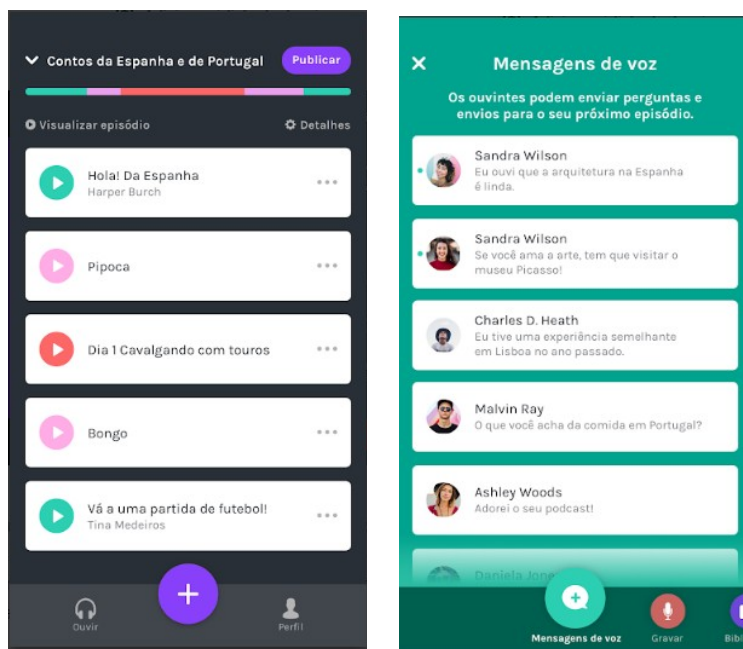 Contos da Espanha e de Portugal
Publicar
Visualizar episódio
Detalhes
Hola! Da Espanha
Harper Burch
Pipoca
Dia 1 Cavalgando com touros
Bongo
Vá a uma partida de futebol!
Tina Medeiros
Ouvir
Perfil
Mensagens de voz
Os ouvintes podem enviar perguntas e
envios para o seu próximo episódio.
Sandra Wilson
Eu ouvi que a arquitetura na Espanha
é linda.
Sandra Wilson
Se você ama a arte, tem que visitar o
museu Picasso!
Charles D. Heath
Eu tive uma experiência semelhante
em Lisboa no ano passado.
Malvin Ray
O que você acha da comida em Portugal?
Ashley Woods
Adorei o seu podcast!
Daniela Jone
Mensagens de voz
Gravar
Bibl